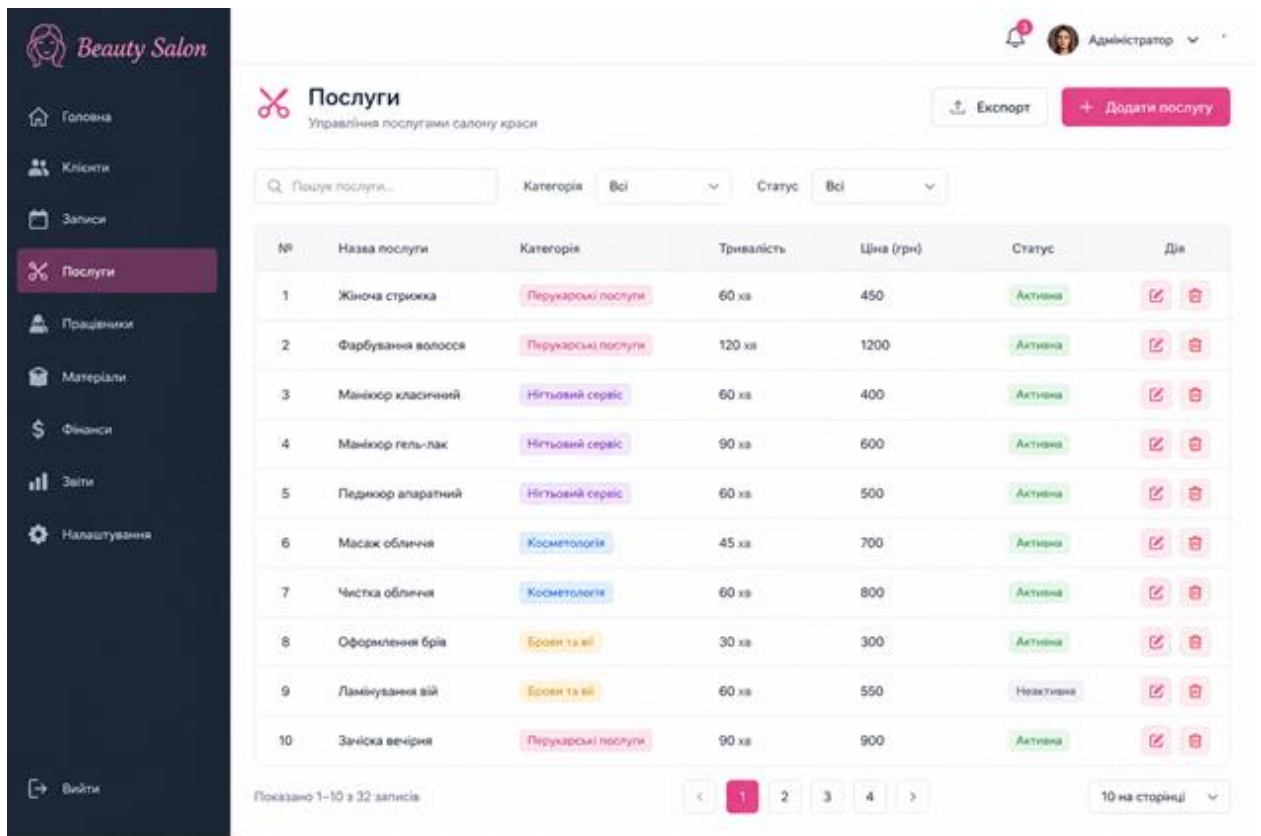 Beauty Salon
3
Адміністратор
Головна
Клієнти
Записи
Послуги
Працівники
Матеріали
Фінанси
Звіти
Налаштування
Вийти
Послуги
Управління послугами салону краси
Експорт
+ Додати послугу
Пошук послуги...
Категорія Всі
Статус Всі
№ Назва послуги Категорія Тривалість Ціна (грн) Статус Дія
1 Жіноча стрижка Перукарські послуги 60 хв 450 Активна
2 Фарбування волосся Перукарські послуги 120 хв 1200 Активна
3 Манікюр класичний Нігтьовий сервіс 60 хв 400 Активна
4 Манікюр гель-лак Нігтьовий сервіс 90 хв 600 Активна
5 Педикюр апаратний Нігтьовий сервіс 60 хв 500 Активна
6 Масаж обличчя Косметологія 45 хв 700 Активна
7 Чистка обличчя Косметологія 60 хв 800 Активна
8 Оформлення брів Брови та вії 30 хв 300 Активна
9 Ламінування вій Брови та вії 60 хв 550 Неактивна
10 Зачіска вечірня Перукарські послуги 90 хв 900 Активна
Показано 1-10 з 32 записів
< 1 2 3 4 >
10 на сторінці